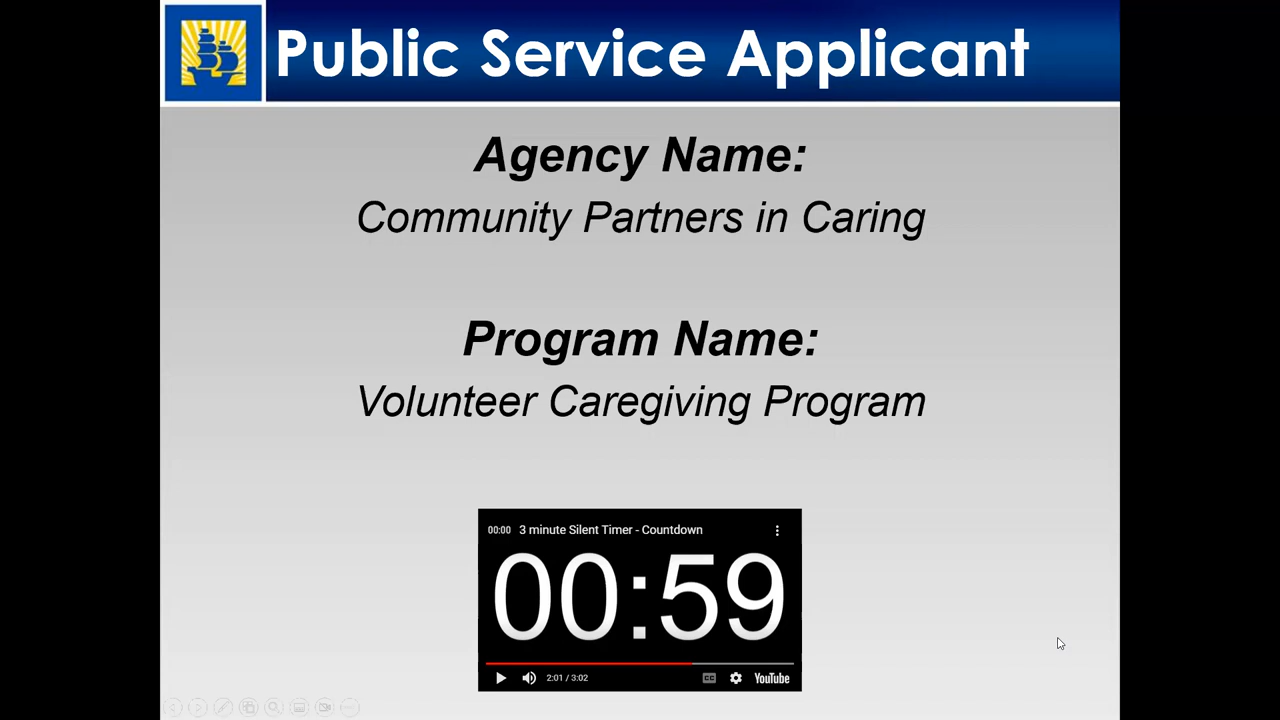 Public Service Applicant
Agency Name:
Community Partners in Caring
Program Name:
Volunteer Caregiving Program
00:00 3 minute Silent Timer - Countdown
00:59
2:01 / 3:02 CC YouTube